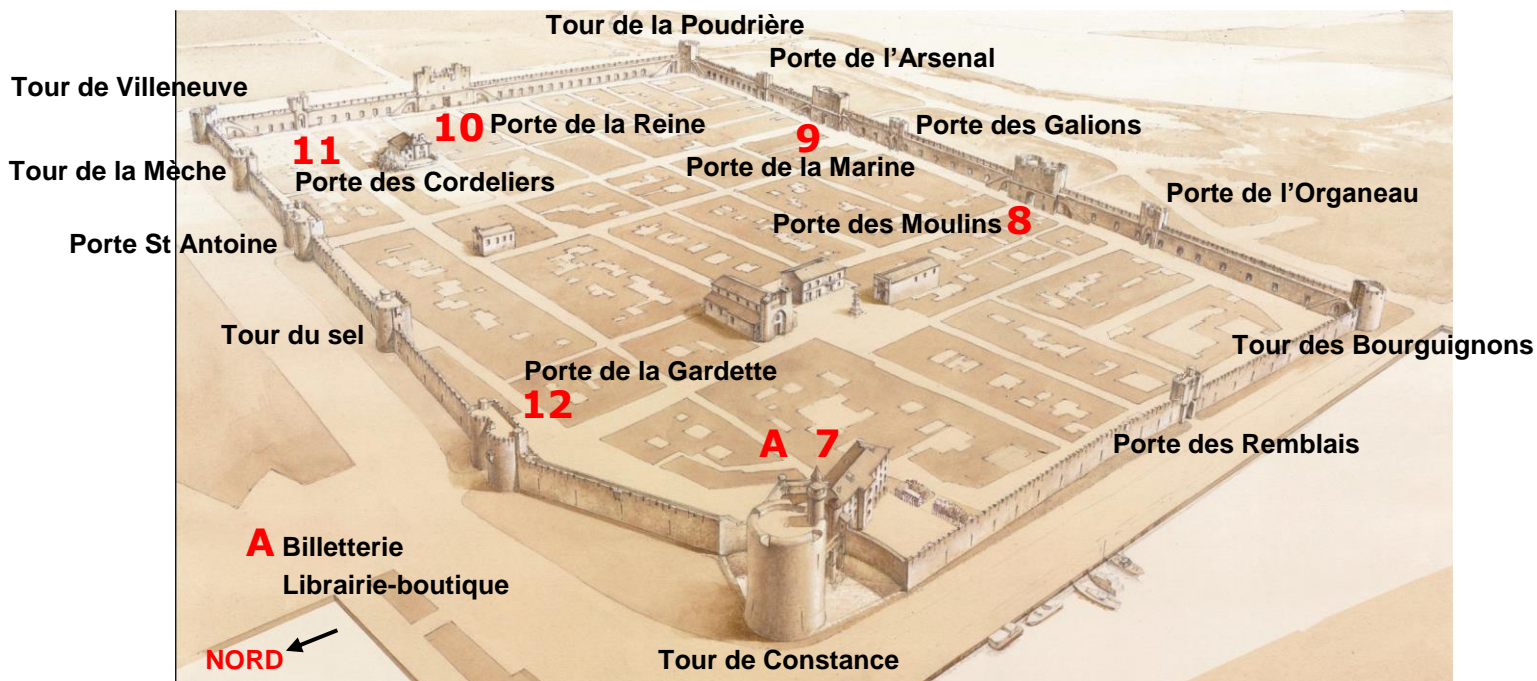 Tour de la Poudrière
Porte de l’Arsenal
Tour de Villeneuve
10 Porte de la Reine
Porte des Galions
9
11
Porte de la Marine
Tour de la Mèche
Porte des Cordeliers
Porte de l’Organeau
Porte des Moulins 8
Porte St Antoine
Tour du sel
Tour des Bourguignons
Porte de la Gardette
12
A 7
Porte des Remblais
A Billetterie
Librairie-boutique
NORD
Tour de Constance